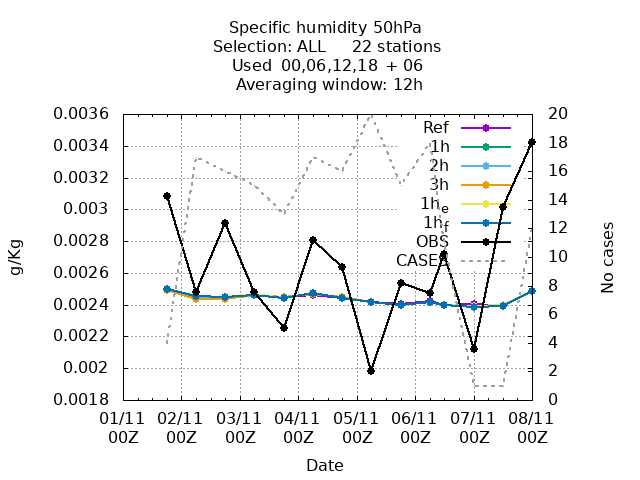 Specific humidity 50hPa
Selection: ALL 22 stations
Used 00,06,12,18 + 06
Averaging window: 12h
0.0036
0.0034
0.0032
0.003
0.0028
0.0026
0.0024
0.0022
0.002
0.0018
g/Kg
20
18
16
14
12
10
8
6
4
2
0
No cases
Ref
1h
2h
3h
1h_e
1h_f
OBS
CASES
01/11 02/11 03/11 04/11 05/11 06/11 07/11 08/11
00Z 00Z 00Z 00Z 00Z 00Z 00Z 00Z
Date